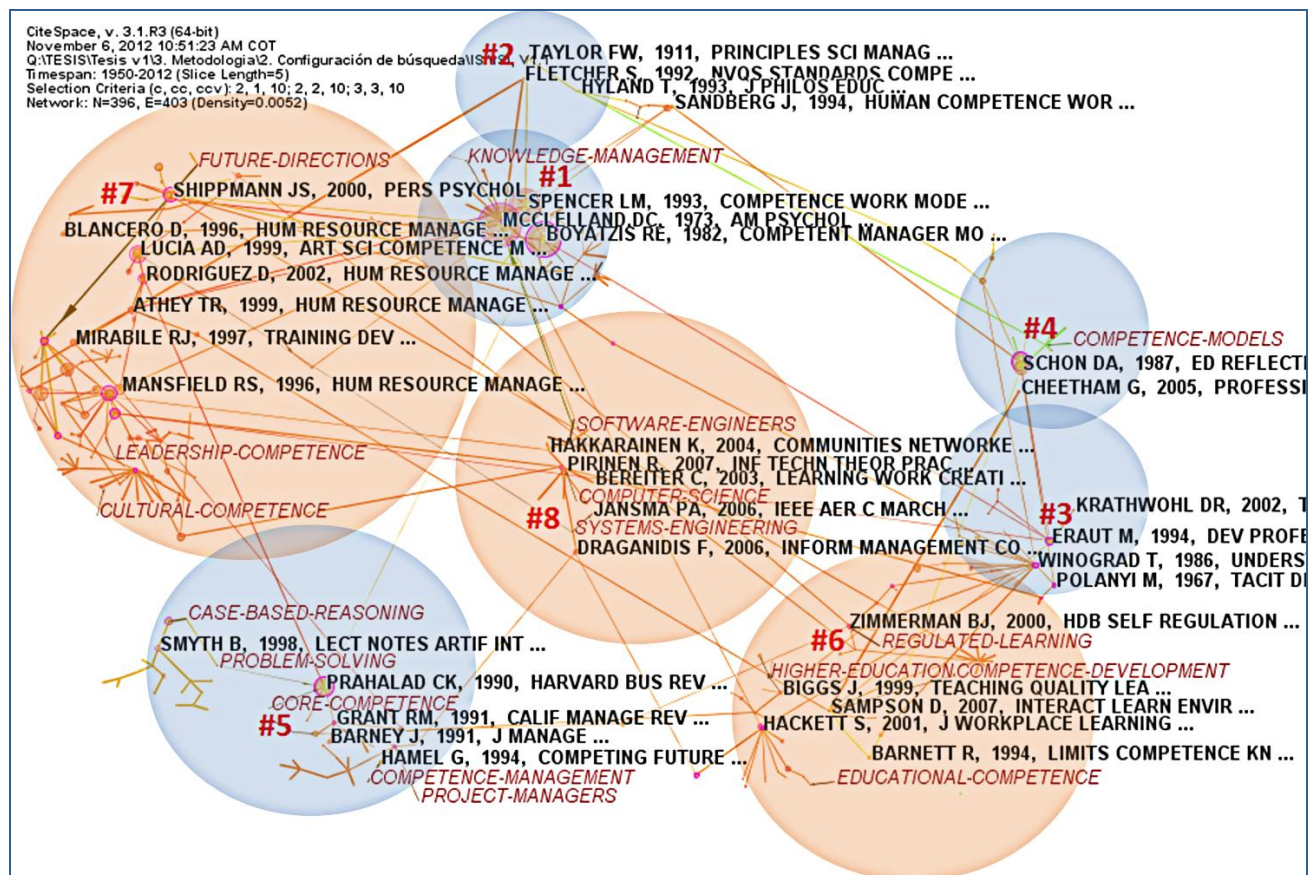 CiteSpace, v. 3.1.R3 (64-bit)
November 6, 2012 10:51:23 AM COT
Q:\TESIS\Tesis v1\3. Metodologia\2. Configuración de búsqueda\IS
Timespan: 1950-2012 (Slice Length=5)
Selection Criteria (c, cc, ccv): 2, 1, 10; 2, 2, 10; 3, 3, 10
Network: N=396, E=403 (Density=0.0052)
#2
TAYLOR FW, 1911, PRINCIPLES SCI MANAG ...
FLETCHER S, 1992, NVQS STANDARDS COMPE ...
HYLAND T, 1993, J PHILOS EDUC ...
SANDBERG J, 1994, HUMAN COMPETENCE WOR ...
FUTURE-DIRECTIONS
KNOWLEDGE-MANAGEMENT
#7
SHIPPMANN JS, 2000, PERS PSYCHOL
#1
SPENCER LM, 1993, COMPETENCE WORK MODE ...
MCCLELLAND DC, 1973, AM PSYCHOL ...
BLANCERO D, 1996, HUM RESOURCE MANAGE ...
BOYATZIS RE, 1982, COMPETENT MANAGER MO ...
LUCIA AD, 1999, ART SCI COMPETENCE M ...
RODRIGUEZ D, 2002, HUM RESOURCE MANAGE ...
ATHEY TR, 1999, HUM RESOURCE MANAGE ...
#4
MIRABILE RJ, 1997, TRAINING DEV ...
COMPETENCE-MODELS
SCHON DA, 1987, ED REFLECTI
MANSFIELD RS, 1996, HUM RESOURCE MANAGE ...
CHEETHAM G, 2005, PROFESSI
SOFTWARE-ENGINEERS
HAKKARAINEN K, 2004, COMMUNITIES NETWORKE ...
LEADERSHIP-COMPETENCE
PIRINEN R, 2007, INF TECHN THEOR PRAC ...
BEREITER C, 2003, LEARNING WORK CREATI ...
COMPUTER-SCIENCE
CULTURAL-COMPETENCE
JANSMA PA, 2006, IEEE AER C MARCH ...
#8
SYSTEMS-ENGINEERING
#3
KRATHWOHL DR, 2002, T
ERAUT M, 1994, DEV PROFE
DRAGANIDIS F, 2006, INFORM MANAGEMENT CO ...
WINOGRAD T, 1986, UNDERS
POLANYI M, 1967, TACIT DI
CASE-BASED-REASONING
ZIMMERMAN BJ, 2000, HDB SELF REGULATION ...
SMYTH B, 1998, LECT NOTES ARTIF INT ...
#6
REGULATED-LEARNING
PROBLEM-SOLVING
HIGHER-EDUCATION
COMPETENCE-DEVELOPMENT
PRAHALAD CK, 1990, HARVARD BUS REV ...
BIGGS J, 1999, TEACHING QUALITY LEA ...
CORE-COMPETENCE
SAMPSON D, 2007, INTERACT LEARN ENVIR ...
#5
GRANT RM, 1991, CALIF MANAGE REV ...
HACKETT S, 2001, J WORKPLACE LEARNING ...
BARNEY J, 1991, J MANAGE ...
HAMEL G, 1994, COMPETING FUTURE ...
BARNETT R, 1994, LIMITS COMPETENCE KN ...
COMPETENCE-MANAGEMENT
EDUCATIONAL-COMPETENCE
PROJECT-MANAGERS